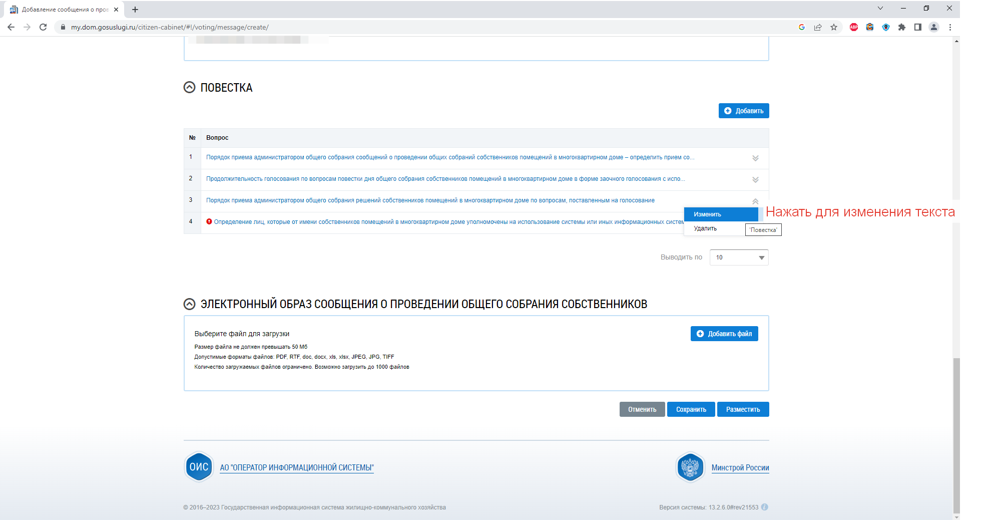 Добавление сообщения о пров
my.dom.gosuslugi.ru/citizen-cabinet/#!/voting/message/create/
ABP
ПОВЕСТКА
Добавить
№ Вопрос
1 Порядок приема администратором общего собрания сообщений о проведении общих собраний собственников помещений в многоквартирном доме – определить прием со...
2 Продолжительность голосования по вопросам повестки дня общего собрания собственников помещений в многоквартирном доме в форме заочного голосования с испо...
3 Порядок приема администратором общего собрания решений собственников помещений в многоквартирном доме по вопросам, поставленным на голосование
Изменить Нажать для изменения текста
4 Определение лиц, которые от имени собственников помещений в многоквартирном доме уполномочены на использование системы или иных информационных систем
Удалить 'Повестка'
Выводить по 10
ЭЛЕКТРОННЫЙ ОБРАЗ СООБЩЕНИЯ О ПРОВЕДЕНИИ ОБЩЕГО СОБРАНИЯ СОБСТВЕННИКОВ
Выберите файл для загрузки
Добавить файл
Размер файла не должен превышать 50 Мб
Допустимые форматы файлов: PDF, RTF, doc, docx, xls, xlsx, JPEG, JPG, TIFF
Количество загружаемых файлов ограничено. Возможно загрузить до 1000 файлов
Отменить Сохранить Разместить
ОИС АО "ОПЕРАТОР ИНФОРМАЦИОННОЙ СИСТЕМЫ" Минстрой России
© 2016–2023 Государственная информационная система жилищно-коммунального хозяйства Версия системы: 13.2.6.0#rev21553